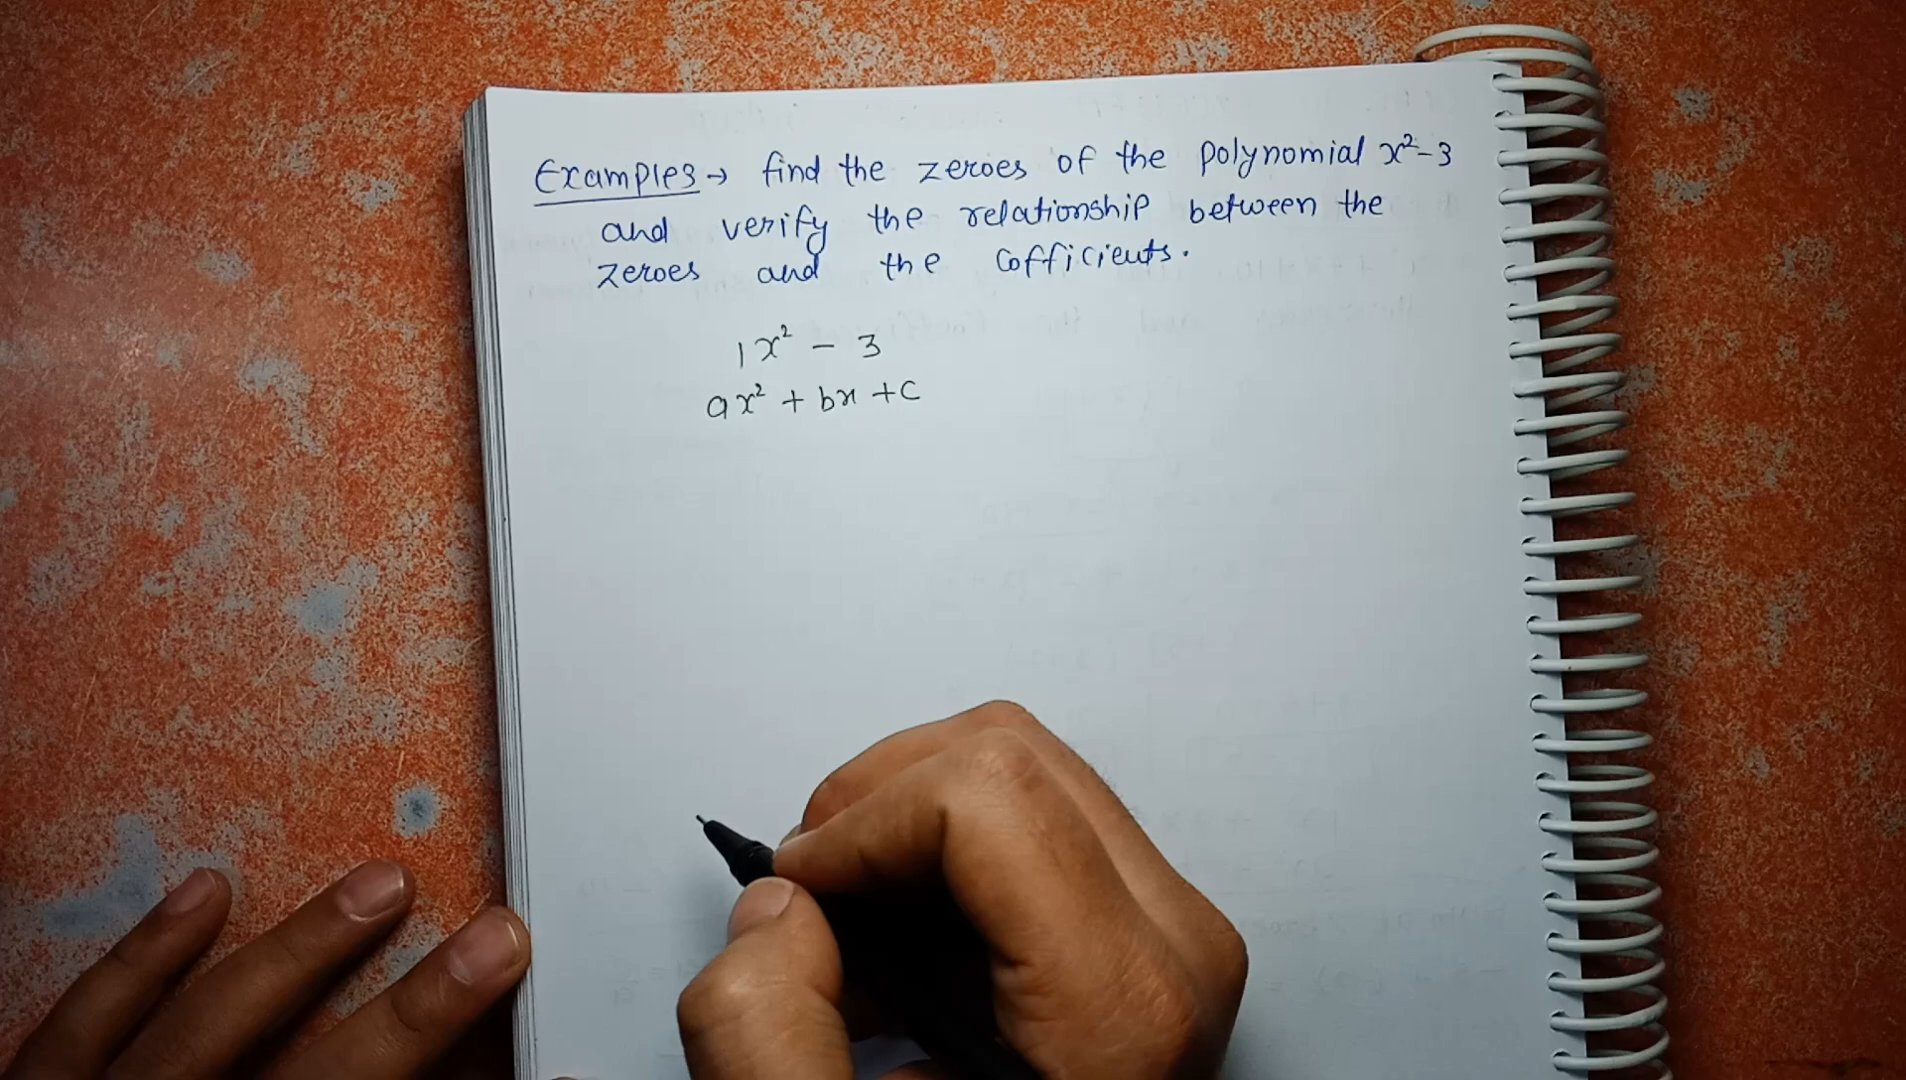 Examples → find the zeroes of the polynomial x²-3
and verify the relationship between the
zeroes and the Cofficients.
1x² - 3
ax² + bx + c